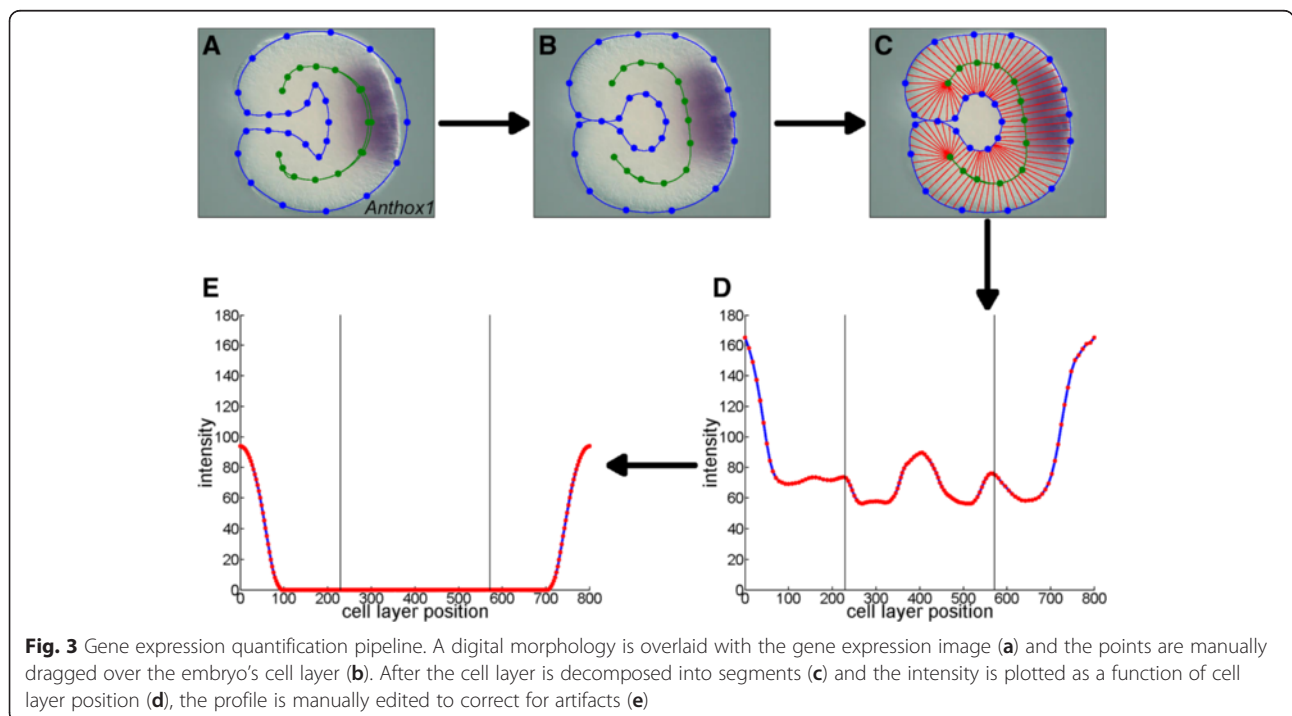 A
B
C
Anthox1
E
180
160
140
120
100
80
60
40
20
0
intensity
0 100 200 300 400 500 600 700 800
cell layer position
D
180
160
140
120
100
80
60
40
20
0
intensity
0 100 200 300 400 500 600 700 800
cell layer position
Fig. 3 Gene expression quantification pipeline. A digital morphology is overlaid with the gene expression image (a) and the points are manually
dragged over the embryo's cell layer (b). After the cell layer is decomposed into segments (c) and the intensity is plotted as a function of cell
layer position (d), the profile is manually edited to correct for artifacts (e)